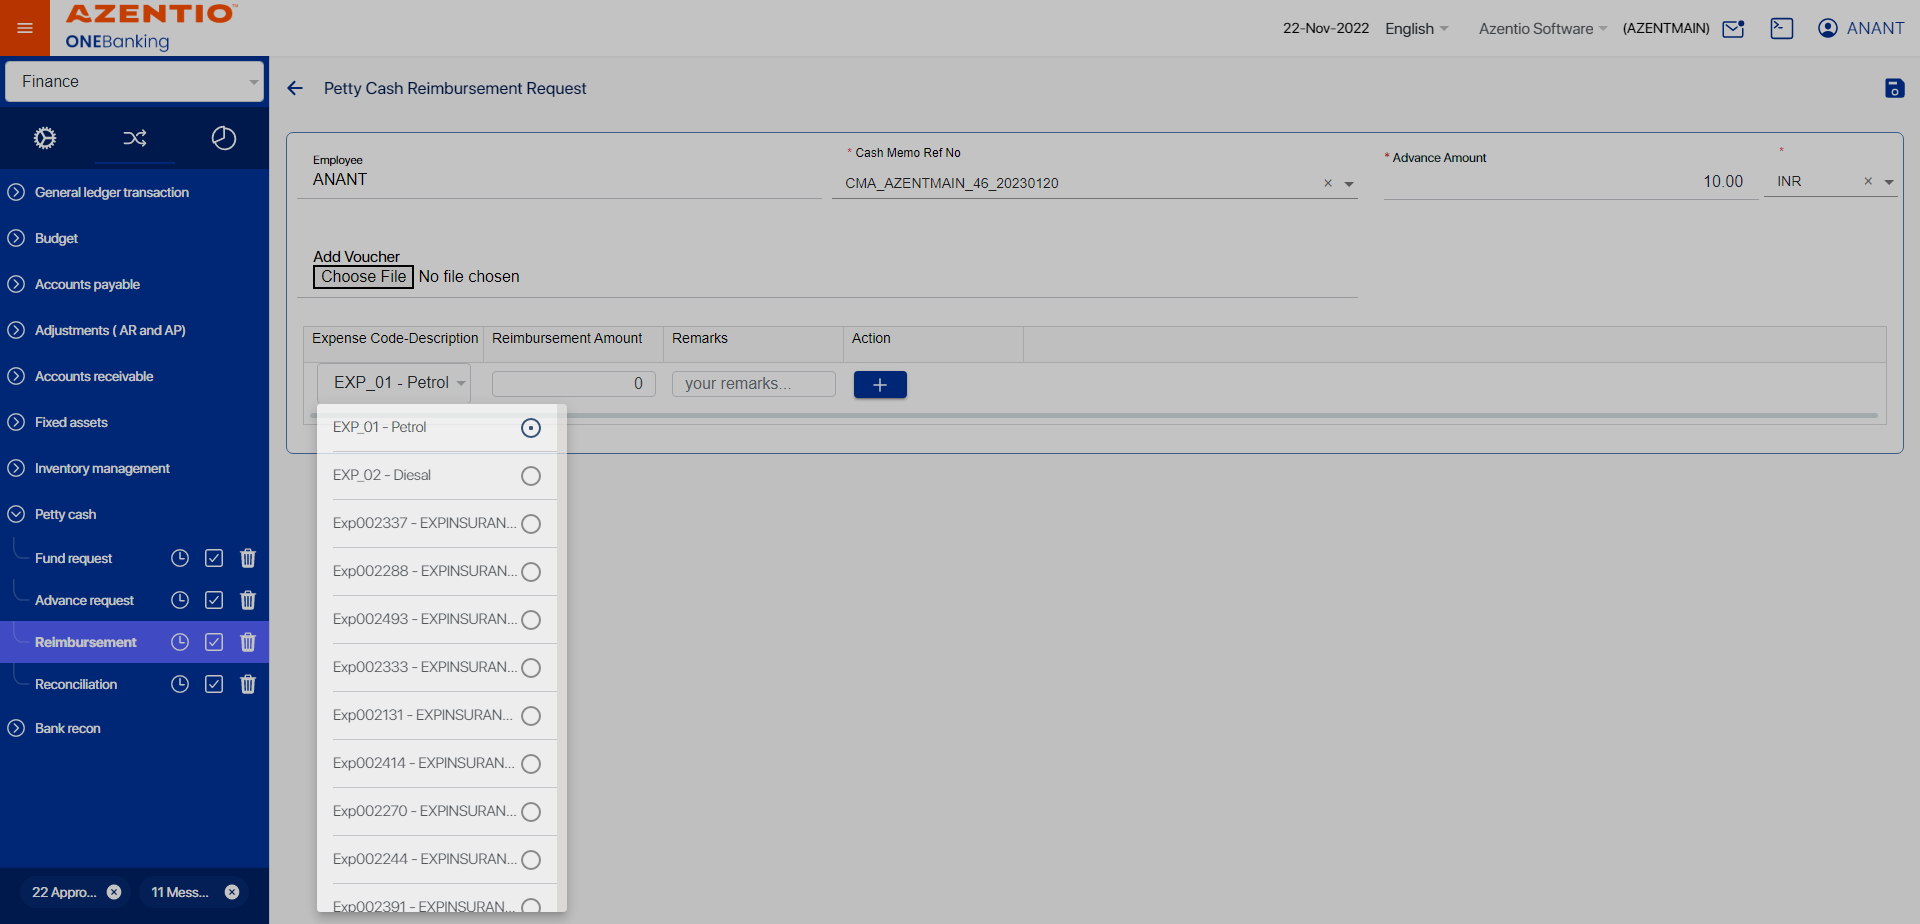 AZENTIO™
ONEBanking
22-Nov-2022 English Azentio Software (AZENTMAIN) ANANT
Finance
General ledger transaction
Budget
Accounts payable
Adjustments ( AR and AP)
Accounts receivable
Fixed assets
Inventory management
Petty cash
Fund request
Advance request
Reimbursement
Reconciliation
Bank recon
22 Appro...
11 Mess...
Petty Cash Reimbursement Request
Employee
ANANT
* Cash Memo Ref No
CMA_AZENTMAIN_46_20230120
* Advance Amount
10.00
*
INR
Add Voucher
Choose File No file chosen
Expense Code-Description Reimbursement Amount Remarks Action
EXP_01 - Petrol 0 your remarks...
EXP_01 - Petrol
EXP_02 - Diesal
Exp002337 - EXPINSURAN...
Exp002288 - EXPINSURAN...
Exp002493 - EXPINSURAN...
Exp002333 - EXPINSURAN...
Exp002131 - EXPINSURAN...
Exp002414 - EXPINSURAN...
Exp002270 - EXPINSURAN...
Exp002244 - EXPINSURAN...
Exp002391 - EXPINSURAN...